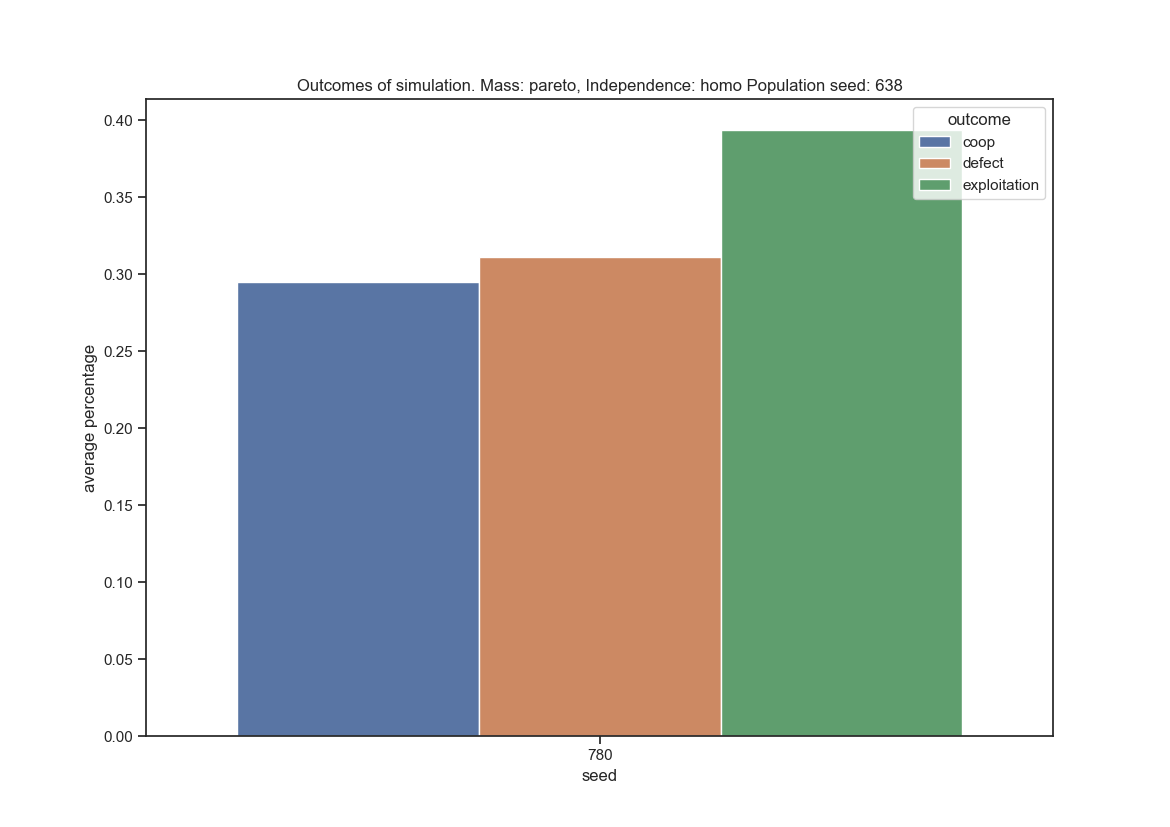 Outcomes of simulation. Mass: pareto, Independence: homo Population seed: 638
outcome
coop
defect
exploitation
0.40
0.35
0.30
0.25
0.20
0.15
0.10
0.05
0.00
average percentage
780
seed